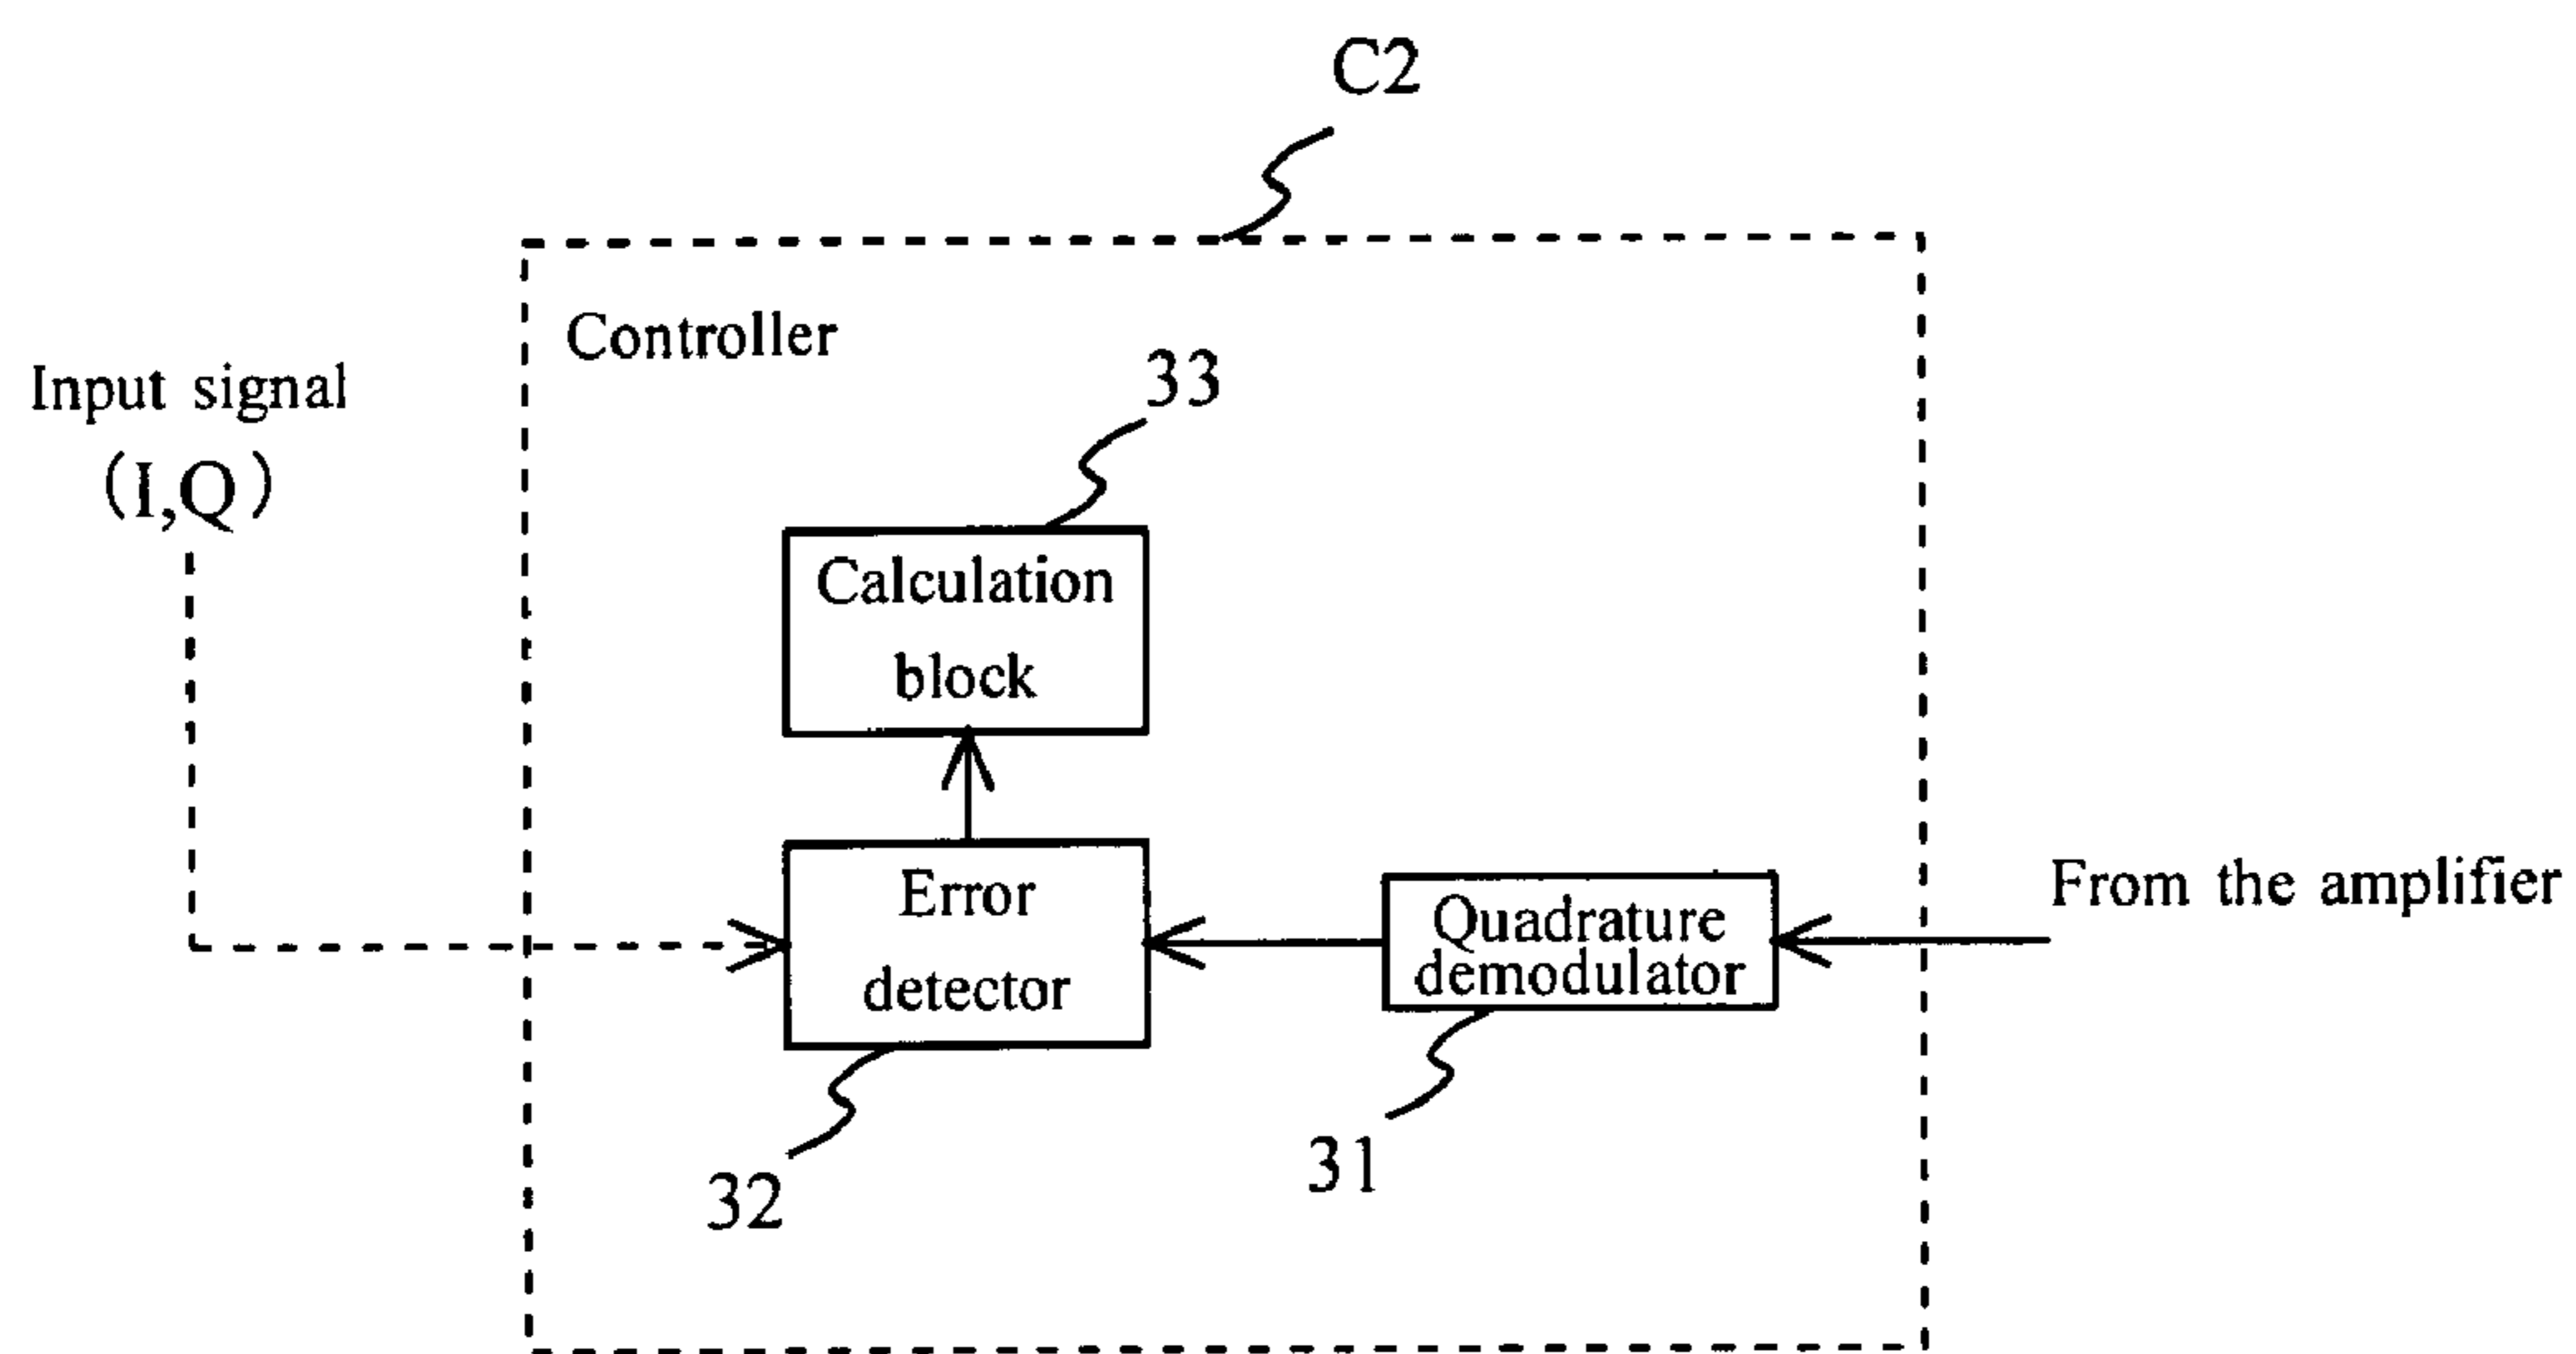 C2
Controller
33
Input signal
(I,Q)
Calculation
block
Error
detector
Quadrature
demodulator
From the amplifier
32
31